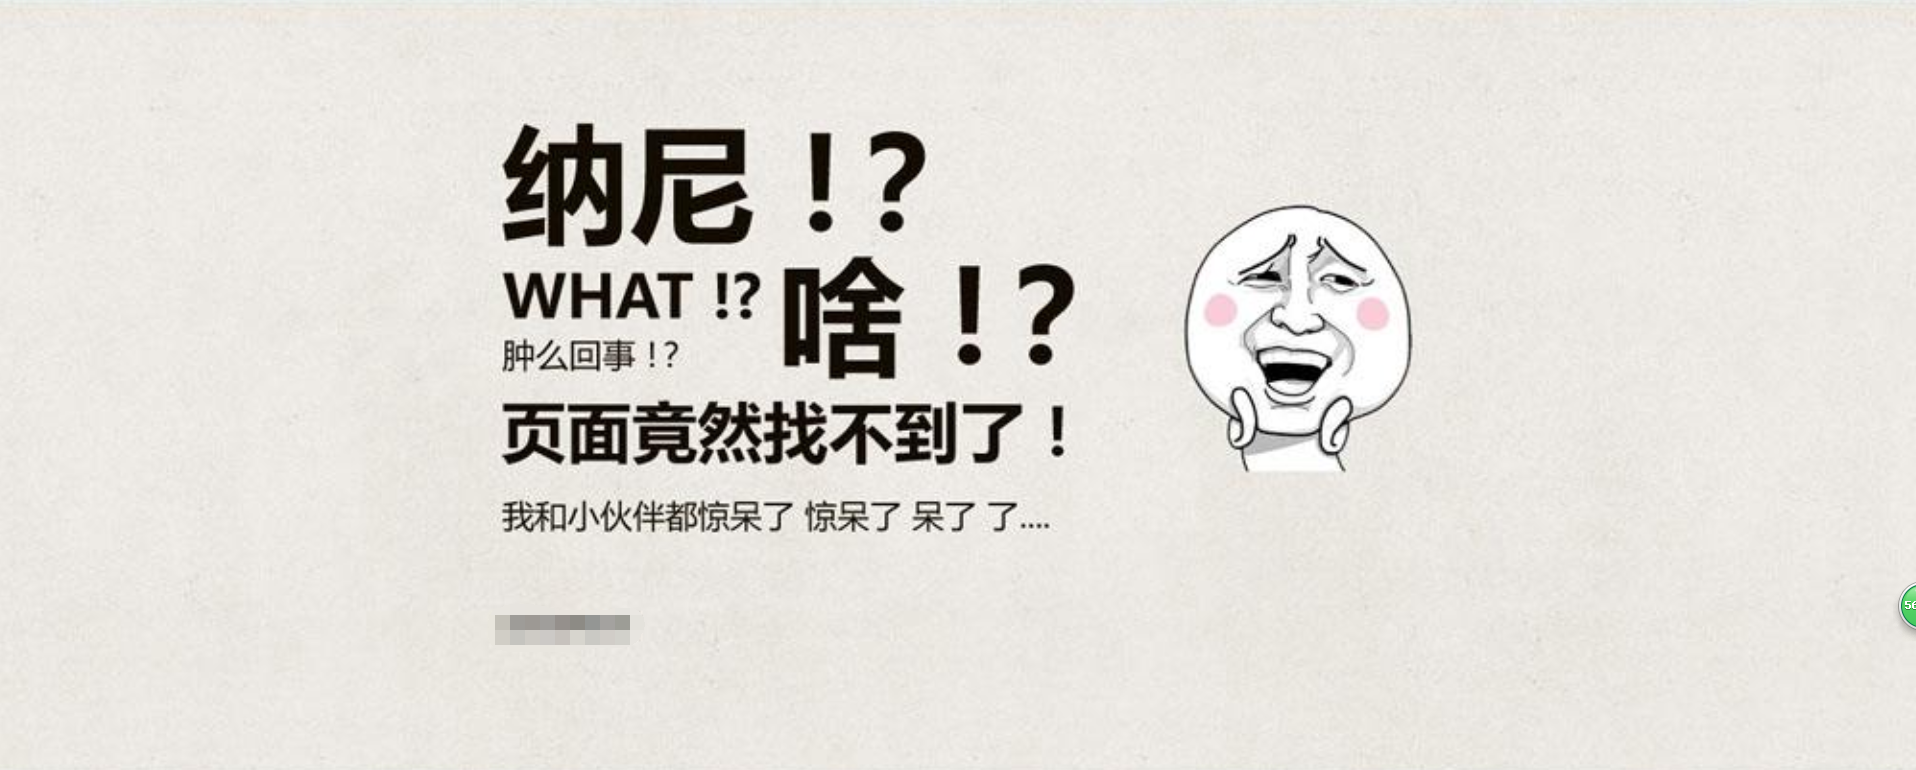 纳尼！？
WHAT !? 啥！？
肿么回事！？
页面竟然找不到了！
我和小伙伴都惊呆了 惊呆了 呆了 了....
56